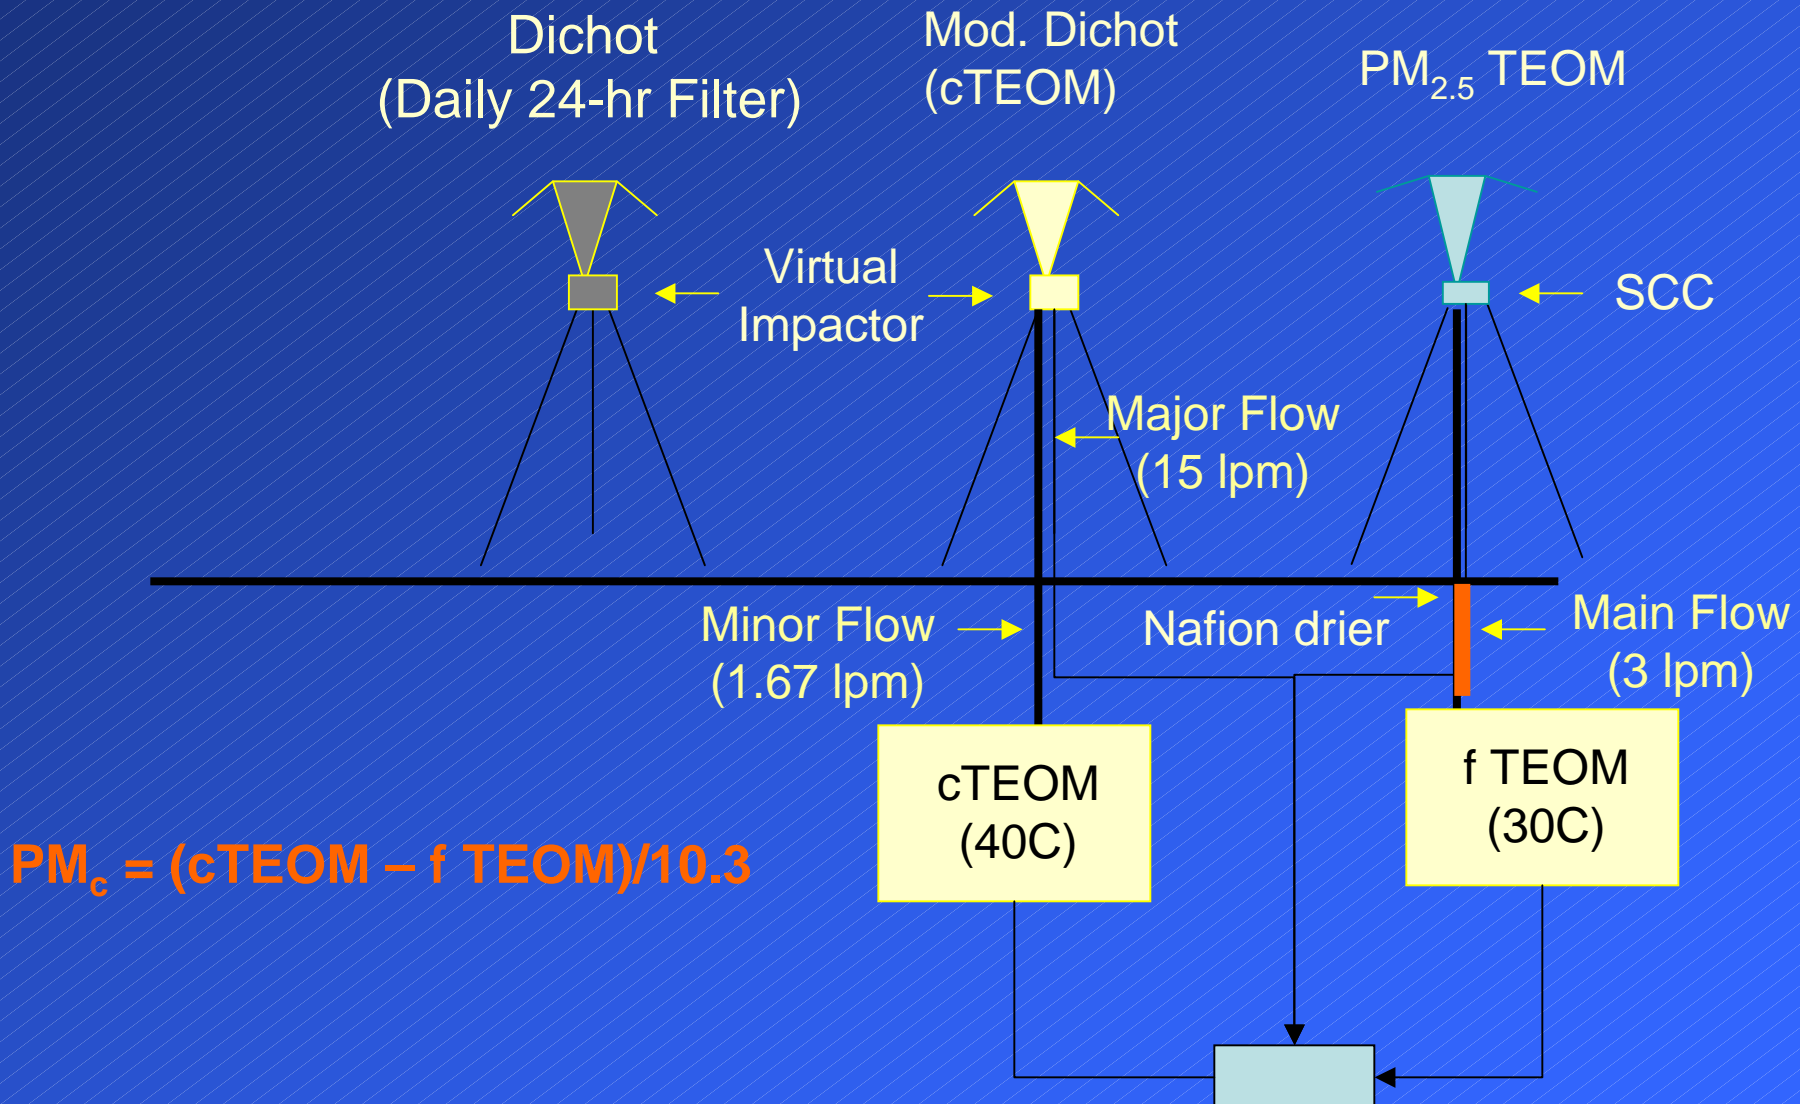 Dichot
(Daily 24-hr Filter)
Mod. Dichot
(cTEOM)
PM2.5 TEOM
Virtual
Impactor
SCC
Major Flow
(15 lpm)
Minor Flow
(1.67 lpm)
Nafion drier
Main Flow
(3 lpm)
cTEOM
(40C)
f TEOM
(30C)
PMc = (cTEOM – f TEOM)/10.3